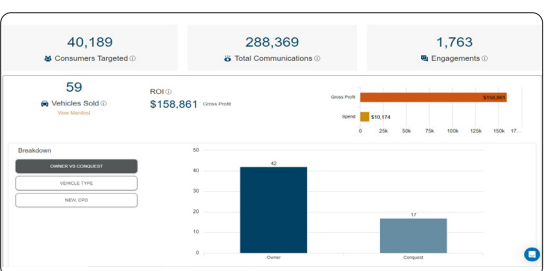 40,189
Consumers Targeted
288,369
Total Communications
1,763
Engagements
59
Vehicles Sold
View Matched
ROI
$158,861 Gross Profit
Gross Profit
$158,861
Spend
$10,174
0 25k 50k 75k 100k 125k 150k 17...
Breakdown
OWNER VS CONQUEST
VEHICLE TYPE
NEW /
50
40
30
20
10
0
42
17
Owner
Conquest